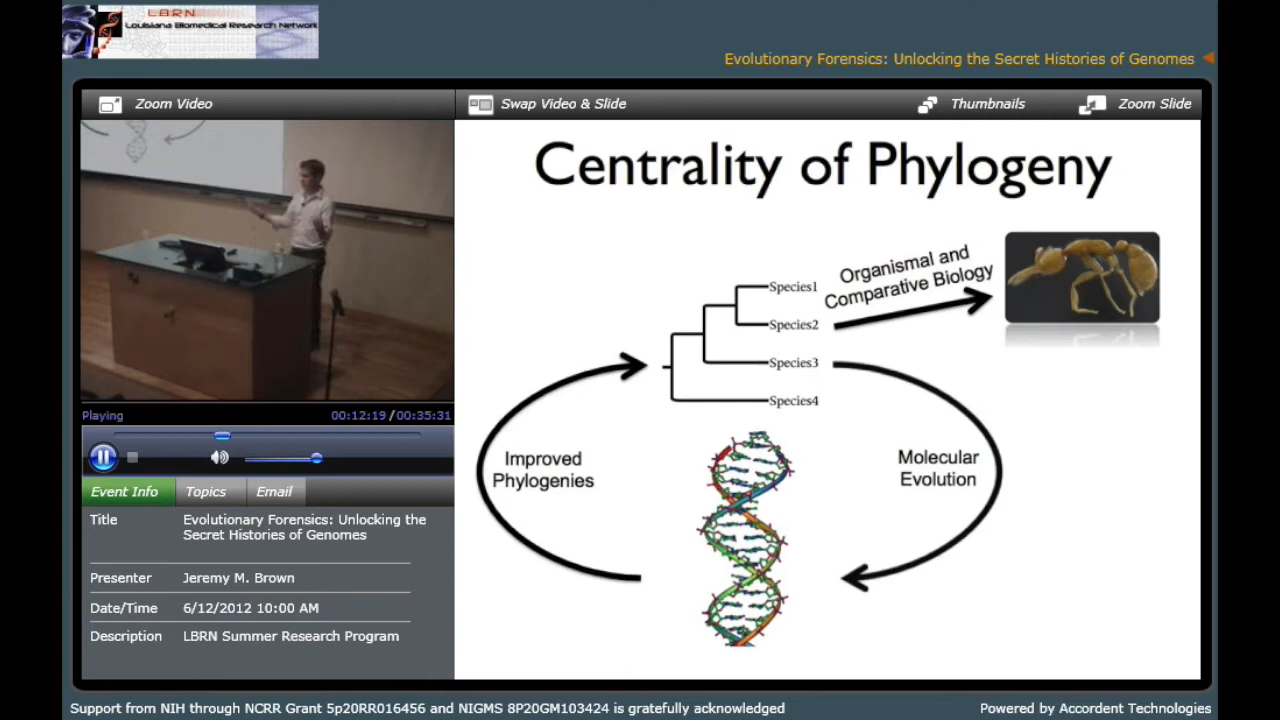 LBRN
Louisiana Biomedical Research Network
Evolutionary Forensics: Unlocking the Secret Histories of Genomes
Zoom Video
Swap Video & Slide
Thumbnails
Zoom Slide
Centrality of Phylogeny
Organismal and
Comparative Biology
Species1
Species2
Species3
Species4
Improved
Phylogenies
Molecular
Evolution
Playing
00:12:19 / 00:35:31
Event Info
Topics
Email
Title
Evolutionary Forensics: Unlocking the
Secret Histories of Genomes
Presenter
Jeremy M. Brown
Date/Time
6/12/2012 10:00 AM
Description
LBRN Summer Research Program
Support from NIH through NCRR Grant 5p20RR016456 and NIGMS 8P20GM103424 is gratefully acknowledged
Powered by Accordent Technologies